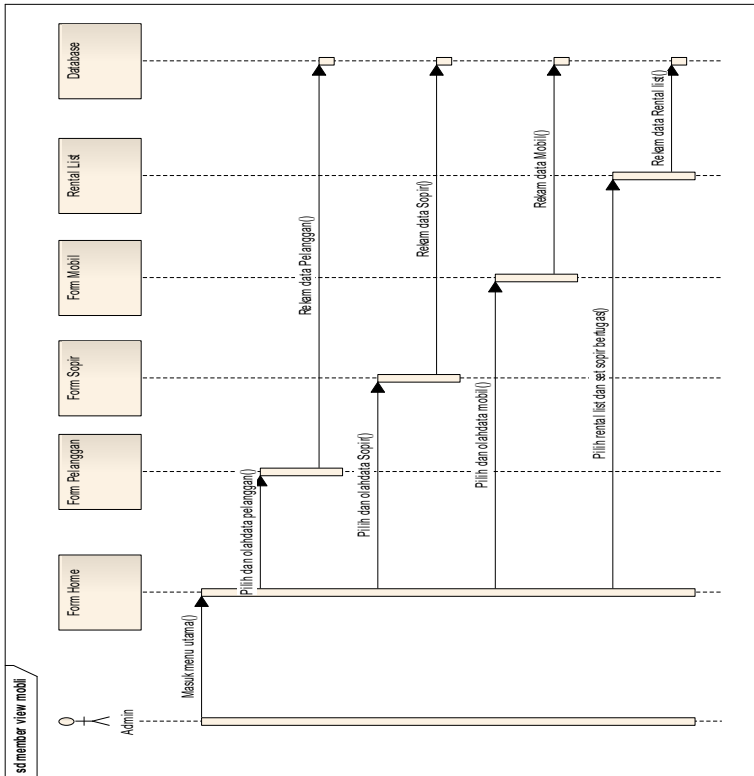 sd member view mobli
Admin
Form Home
Form Pelanggan
Form Sopir
Form Mobil
Rental List
Database
Masuk menu utama()
Pilih dan olahdata pelanggan()
Rekam data Pelanggan()
Pilih dan olahdata Sopir()
Rekam data Sopir()
Pilih dan olahdata mobil()
Rekam data Mobil()
Pilih rental list dan set sopir bertugas()
Rekam data Rental list()